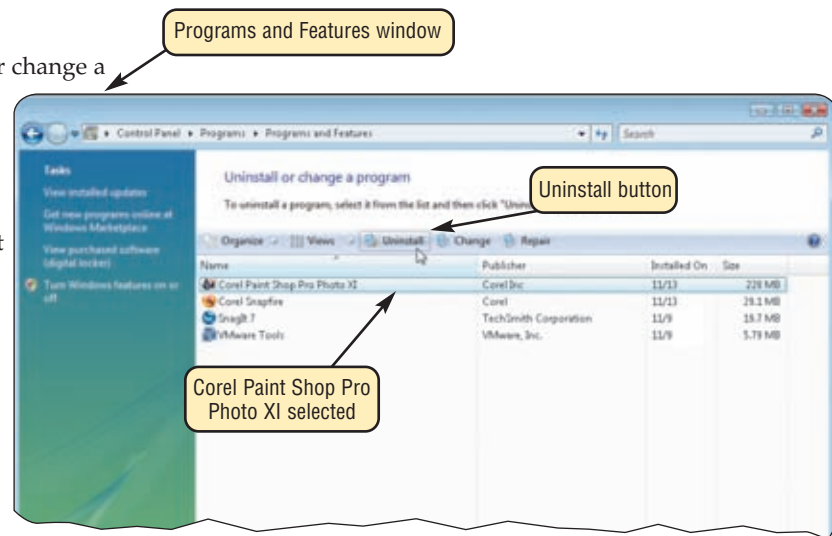 Programs and Features window
r change a
t
Control Panel ▸ Programs ▸ Programs and Features
Search
Tasks
View installed updates
Get new programs online at
Windows Marketplace
View purchased software
(digital locker)
Turn Windows features on or
off
Uninstall or change a program
To uninstall a program, select it from the list and then click "Unins
Uninstall button
Organize
Views
Uninstall
Change
Repair
Name Publisher Installed On Size
Corel Paint Shop Pro Photo XI Corel Inc 11/13 228 MB
Corel Snapfire Corel 11/13 29.1 MB
SnagIt 7 TechSmith Corporation 11/9 19.7 MB
VMware Tools VMware, Inc. 11/9 5.79 MB
Corel Paint Shop Pro
Photo XI selected